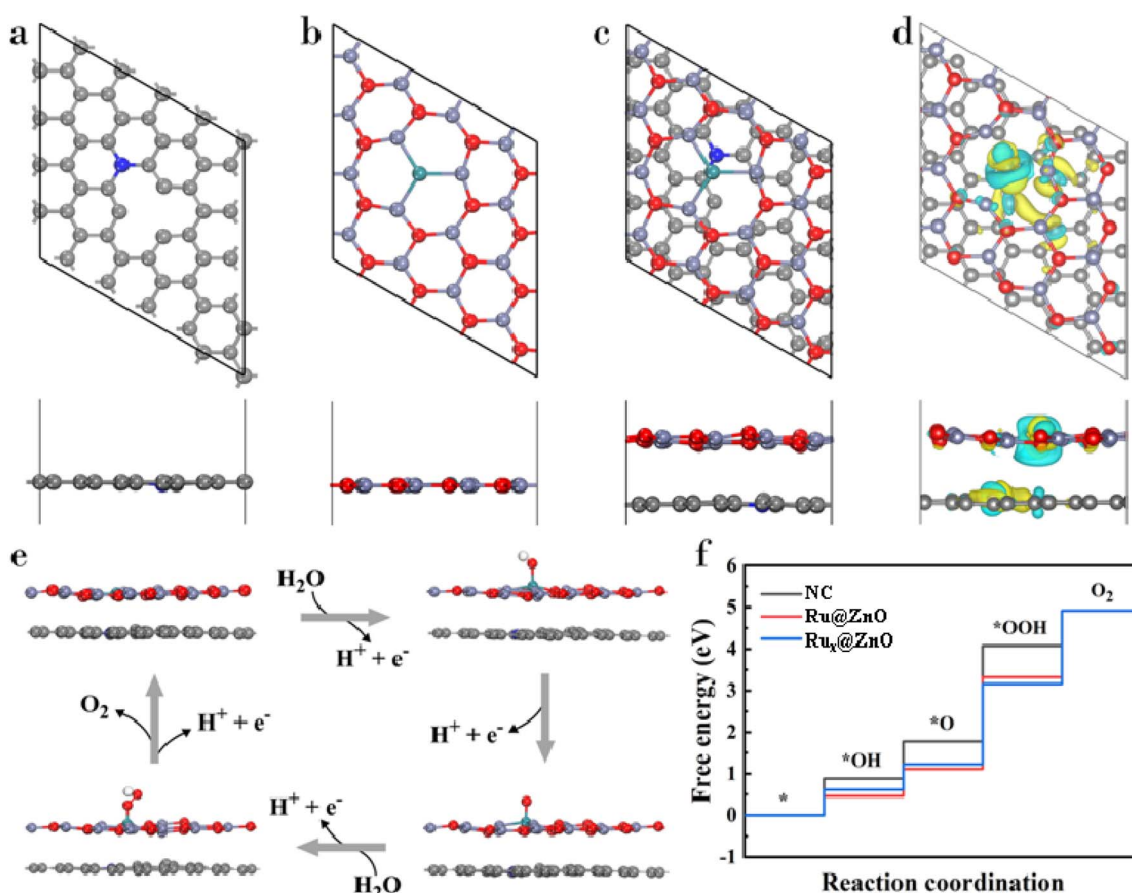 a
b
c
d
e
H₂O
H⁺ + e⁻
O₂
H⁺ + e⁻
H⁺ + e⁻
H⁺ + e⁻
H₂O
f
6
5
4
3
2
1
0
-1
Free energy (eV)
NC
Ru@ZnO
Ruₓ@ZnO
*
*OH
*O
*OOH
O₂
Reaction coordination